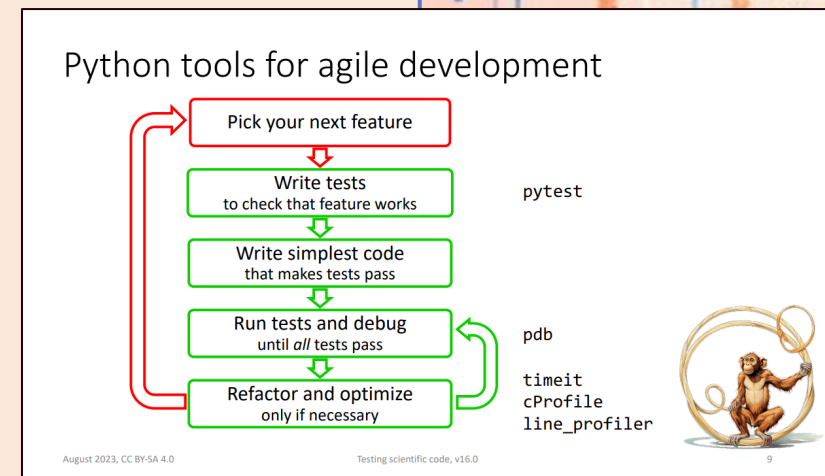 Python tools for agile development
Pick your next feature
Write tests
to check that feature works
pytest
Write simplest code
that makes tests pass
Run tests and debug
until all tests pass
pdb
Refactor and optimize
only if necessary
timeit
cProfile
line_profiler
August 2023, CC BY-SA 4.0
Testing scientific code, v16.0
9